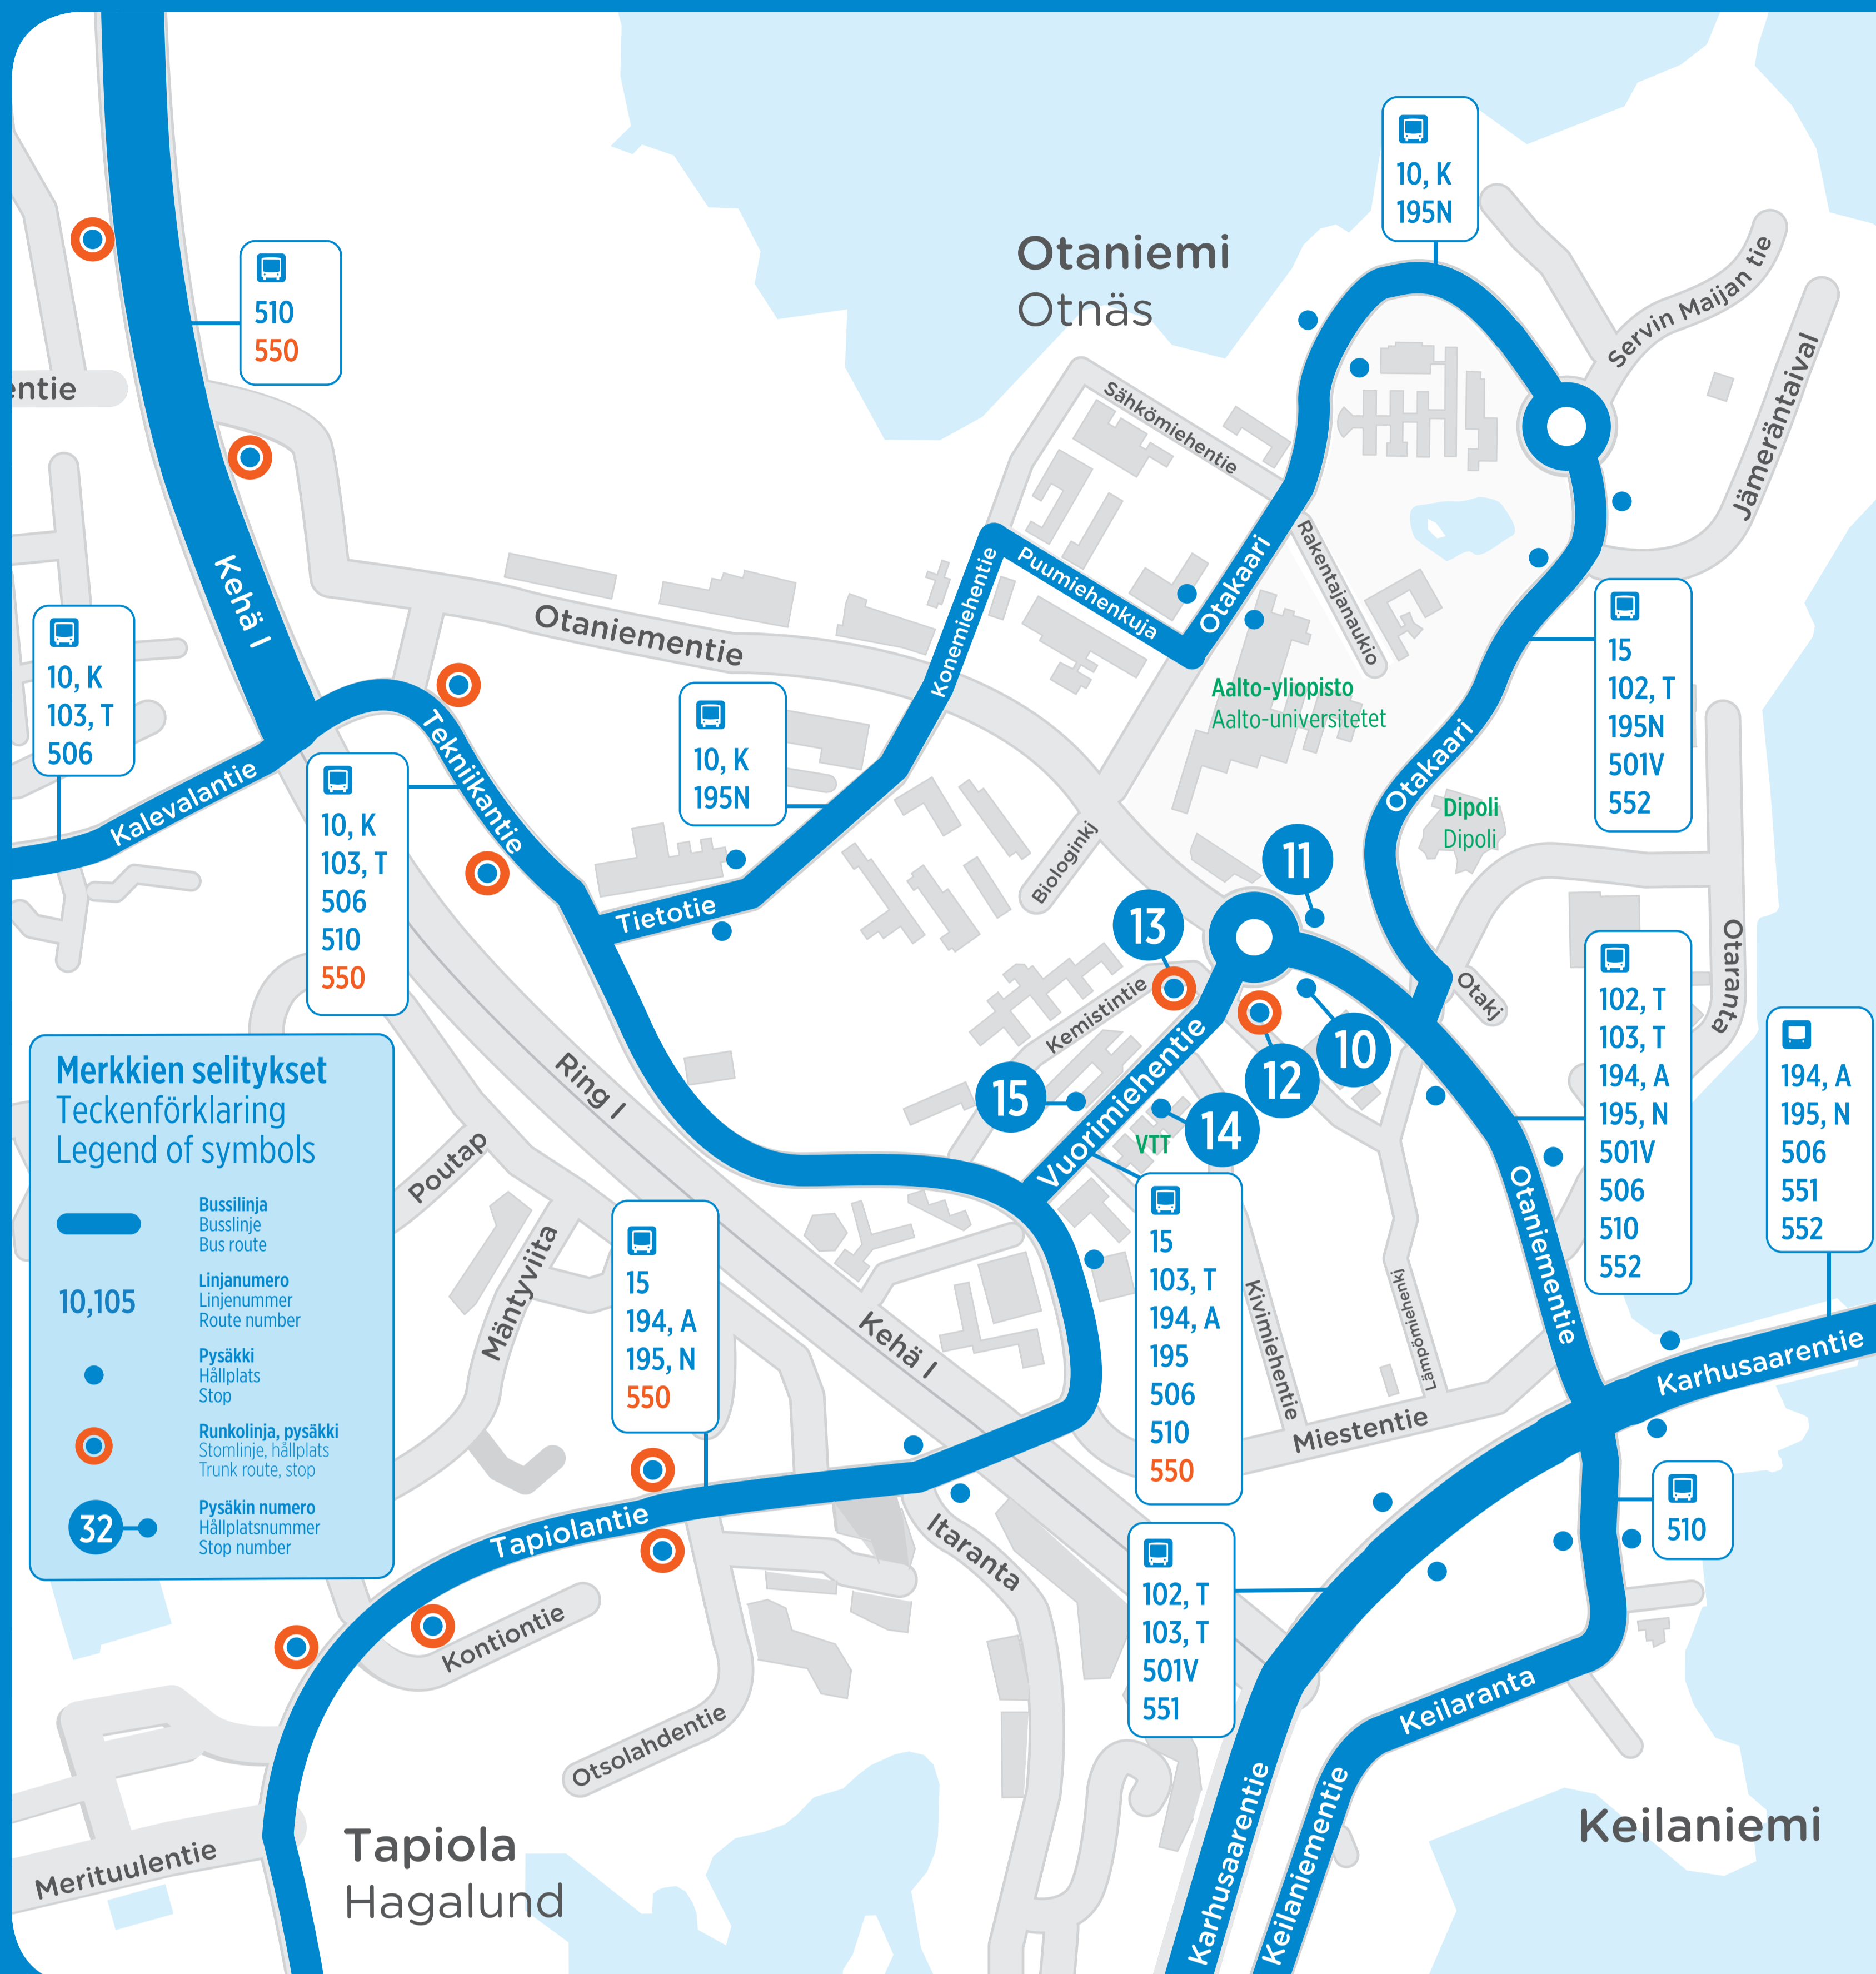 10, K
195N
Otaniemi
Otnäs
510
550
entie
Servin Maijan tie
Jämeräntaival
Sähkömiehentie
Rakentajanaukio
Kehä I
Otaniementie
Konemiehentie
Puumiehenkuja
Otakaari
10, K
103, T
506
Kalevalantie
Tekniikantie
10, K
103, T
506
510
550
10, K
195N
Tietotie
Aalto-yliopisto
Aalto-universitetet
Otakaari
Dipoli
Dipoli
15
102, T
195N
501V
552
Biologinkj
11
13
Kemistintie
Otakj
Otaranta
10
12
15
14
Vuorimiehentie
VTT
102, T
103, T
194, A
195, N
501V
506
510
552
194, A
195, N
506
551
552
Merkkien selitykset
Teckenförklaring
Legend of symbols
Bussilinja
Busslinje
Bus route
10,105
Linjanumero
Linjenummer
Route number
Pysäkki
Hållplats
Stop
Runkolinja, pysäkki
Stomlinje, hållplats
Trunk route, stop
32
Pysäkin numero
Hållplatsnummer
Stop number
Ring I
Poutap
Mäntyviita
Kehä I
15
194, A
195, N
550
15
103, T
194, A
195
506
510
550
Kivimiehentie
Lämpömiehenkj
Otaniementie
Miestentie
Karhusaarentie
510
Tapiolantie
Itaranta
Kontiontie
Otsolahdentie
102, T
103, T
501V
551
Keilaranta
Karhusaarentie
Keilaniementie
Keilaniemi
Merituulentie
Tapiola
Hagalund